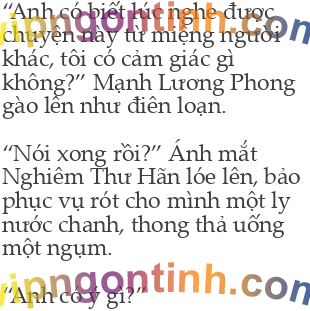 “Anh có biết lúc nghe được
chuyện này từ miệng người
khác, tôi có cảm giác gì
không?” Mạnh Lương Phong
gào lên như điên loạn.
“Nói xong rồi?” Ánh mắt
Nghiêm Thư Hãn lóe lên, bảo
phục vụ rót cho mình một ly
nước chanh, thong thả uống
một ngụm.
vipngontinh.com
“Anh có ý gì?”